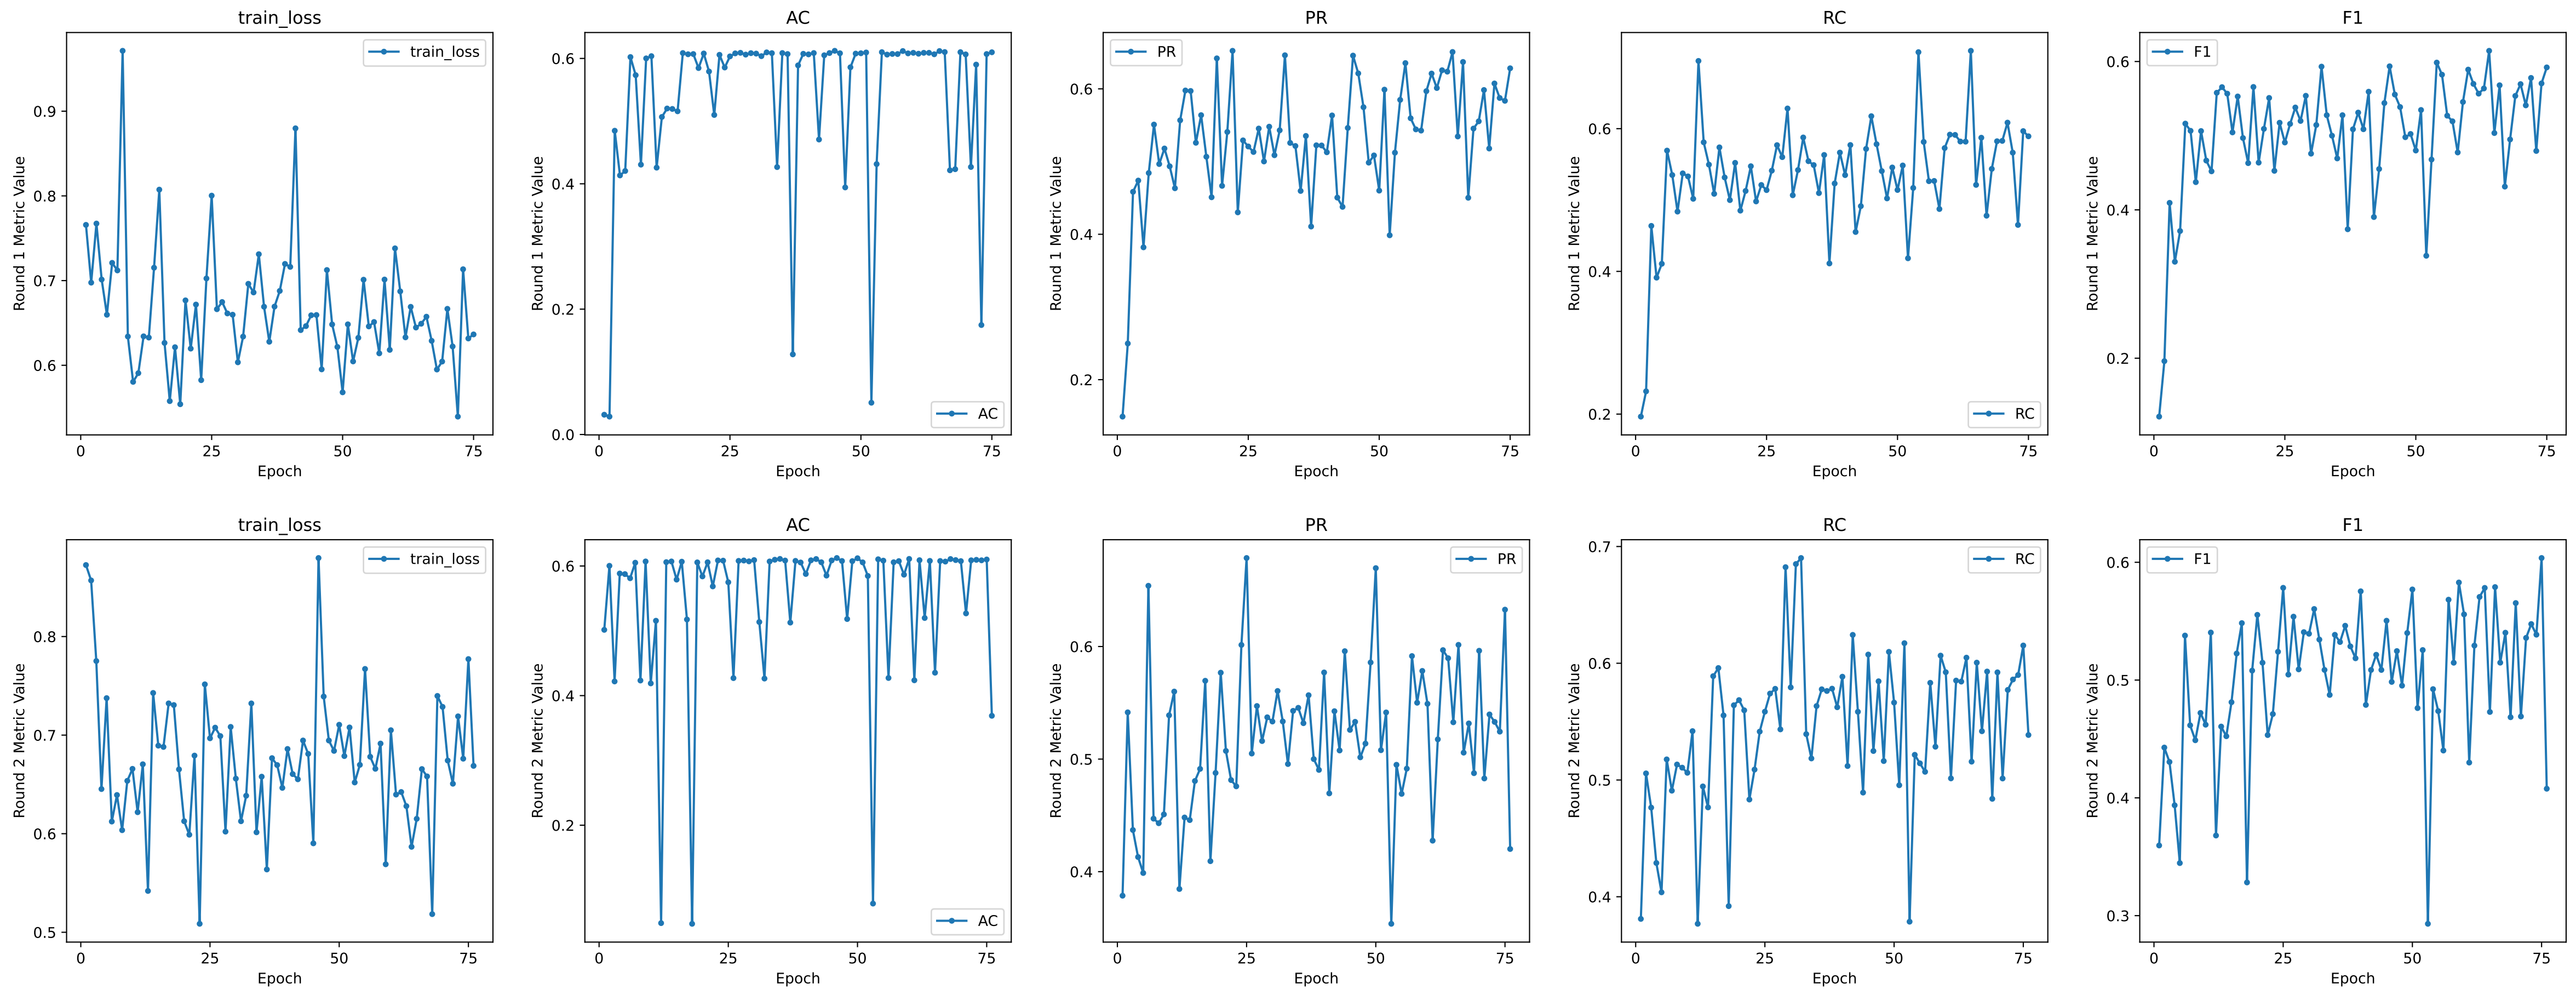 train_loss
Round 1 Metric Value
0.9
0.8
0.7
0.6
train_loss
0
25
50
75
Epoch
AC
Round 1 Metric Value
0.6
0.4
0.2
0.0
AC
0
25
50
75
Epoch
PR
Round 1 Metric Value
0.6
0.4
0.2
PR
0
25
50
75
Epoch
RC
Round 1 Metric Value
0.6
0.4
0.2
RC
0
25
50
75
Epoch
F1
Round 1 Metric Value
0.6
0.4
0.2
F1
0
25
50
75
Epoch
train_loss
Round 2 Metric Value
0.8
0.7
0.6
0.5
train_loss
0
25
50
75
Epoch
AC
Round 2 Metric Value
0.6
0.4
0.2
AC
0
25
50
75
Epoch
PR
Round 2 Metric Value
0.6
0.5
0.4
PR
0
25
50
75
Epoch
RC
Round 2 Metric Value
0.7
0.6
0.5
0.4
RC
0
25
50
75
Epoch
F1
Round 2 Metric Value
0.6
0.5
0.4
0.3
F1
0
25
50
75
Epoch